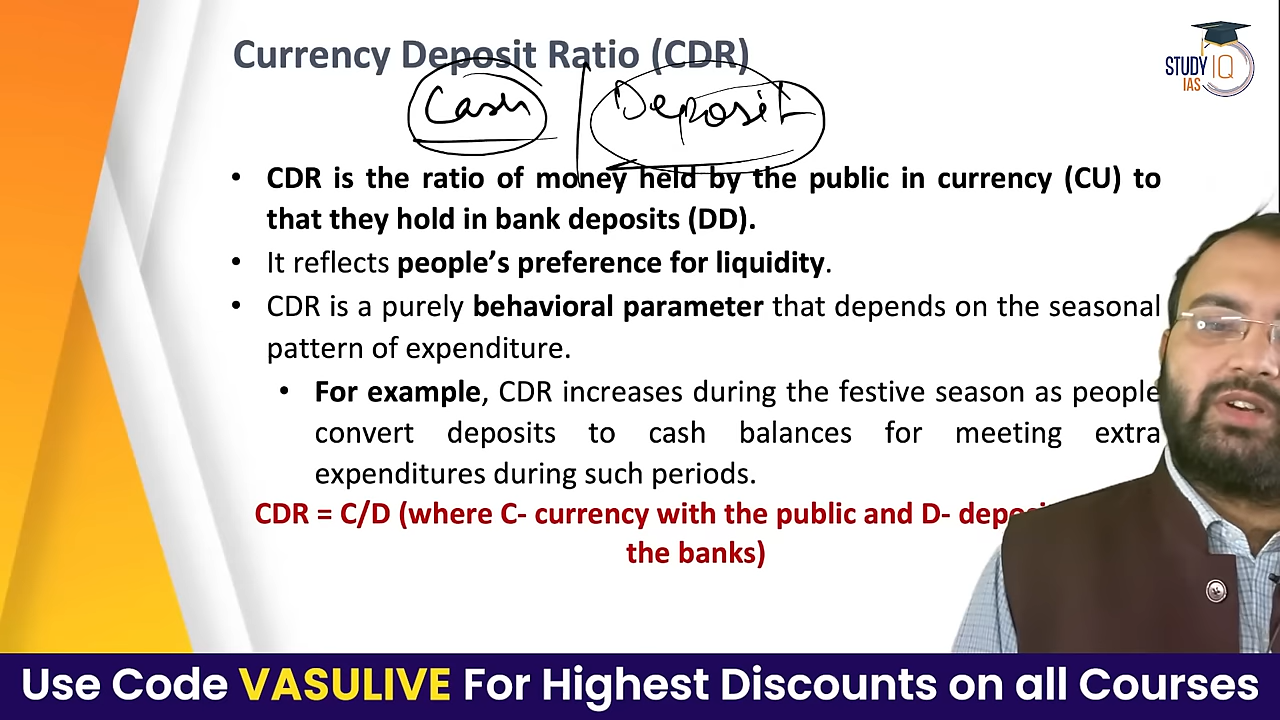 Currency Deposit Ratio (CDR)
STUDY IQ
IAS
Cash | Deposit
• CDR is the ratio of money held by the public in currency (CU) to
that they hold in bank deposits (DD).
• It reflects people’s preference for liquidity.
• CDR is a purely behavioral parameter that depends on the seasonal
pattern of expenditure.
• For example, CDR increases during the festive season as people
convert deposits to cash balances for meeting extra
expenditures during such periods.
CDR = C/D (where C- currency with the public and D-
the banks)
Use Code VASULIVE For Highest Discounts on all Courses